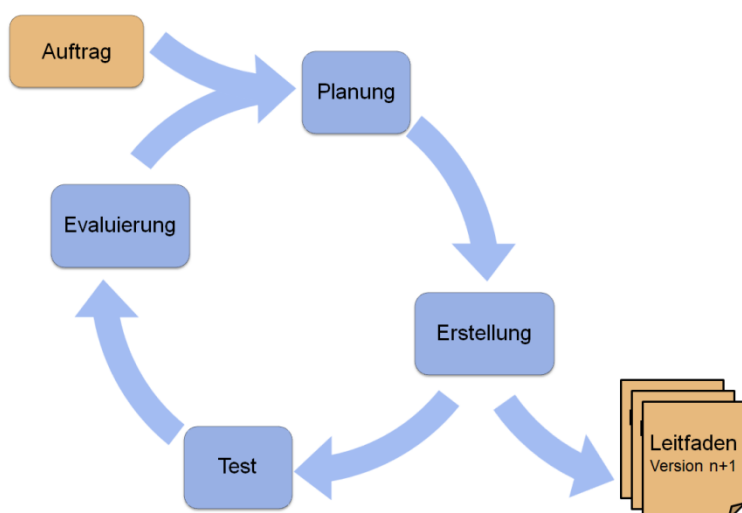 Auftrag
Planung
Evaluierung
Erstellung
Test
Leitfaden
Version n+1